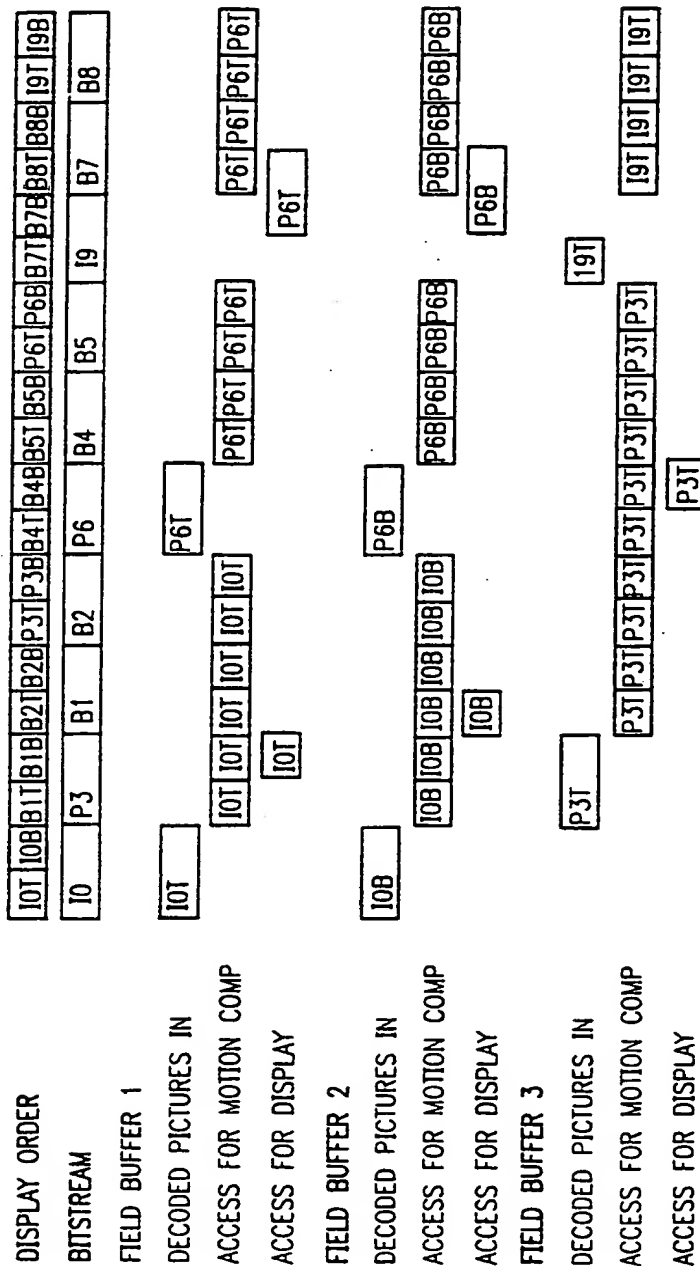 DISPLAY ORDER I0T I0B B1T B1B B2T B2B P3T P3B B4T B4B B5T B5B P6T P6B B7T B7B B8T B8B I9T I9B
BITSTREAM I0 P3 B1 B2 P6 B4 B5 I9 B7 B8
FIELD BUFFER 1
DECODED PICTURES IN I0T P6T
ACCESS FOR MOTION COMP I0T I0T I0T I0T I0T I0T P6T P6T P6T P6T P6T P6T P6T P6T
ACCESS FOR DISPLAY I0T P6T
FIELD BUFFER 2
DECODED PICTURES IN I0B P6B
ACCESS FOR MOTION COMP I0B I0B I0B I0B I0B I0B P6B P6B P6B P6B P6B P6B P6B P6B
ACCESS FOR DISPLAY I0B P6B
FIELD BUFFER 3
DECODED PICTURES IN P3T I9T
ACCESS FOR MOTION COMP P3T P3T P3T P3T P3T P3T P3T P3T P3T P3T I9T I9T I9T I9T
ACCESS FOR DISPLAY P3T